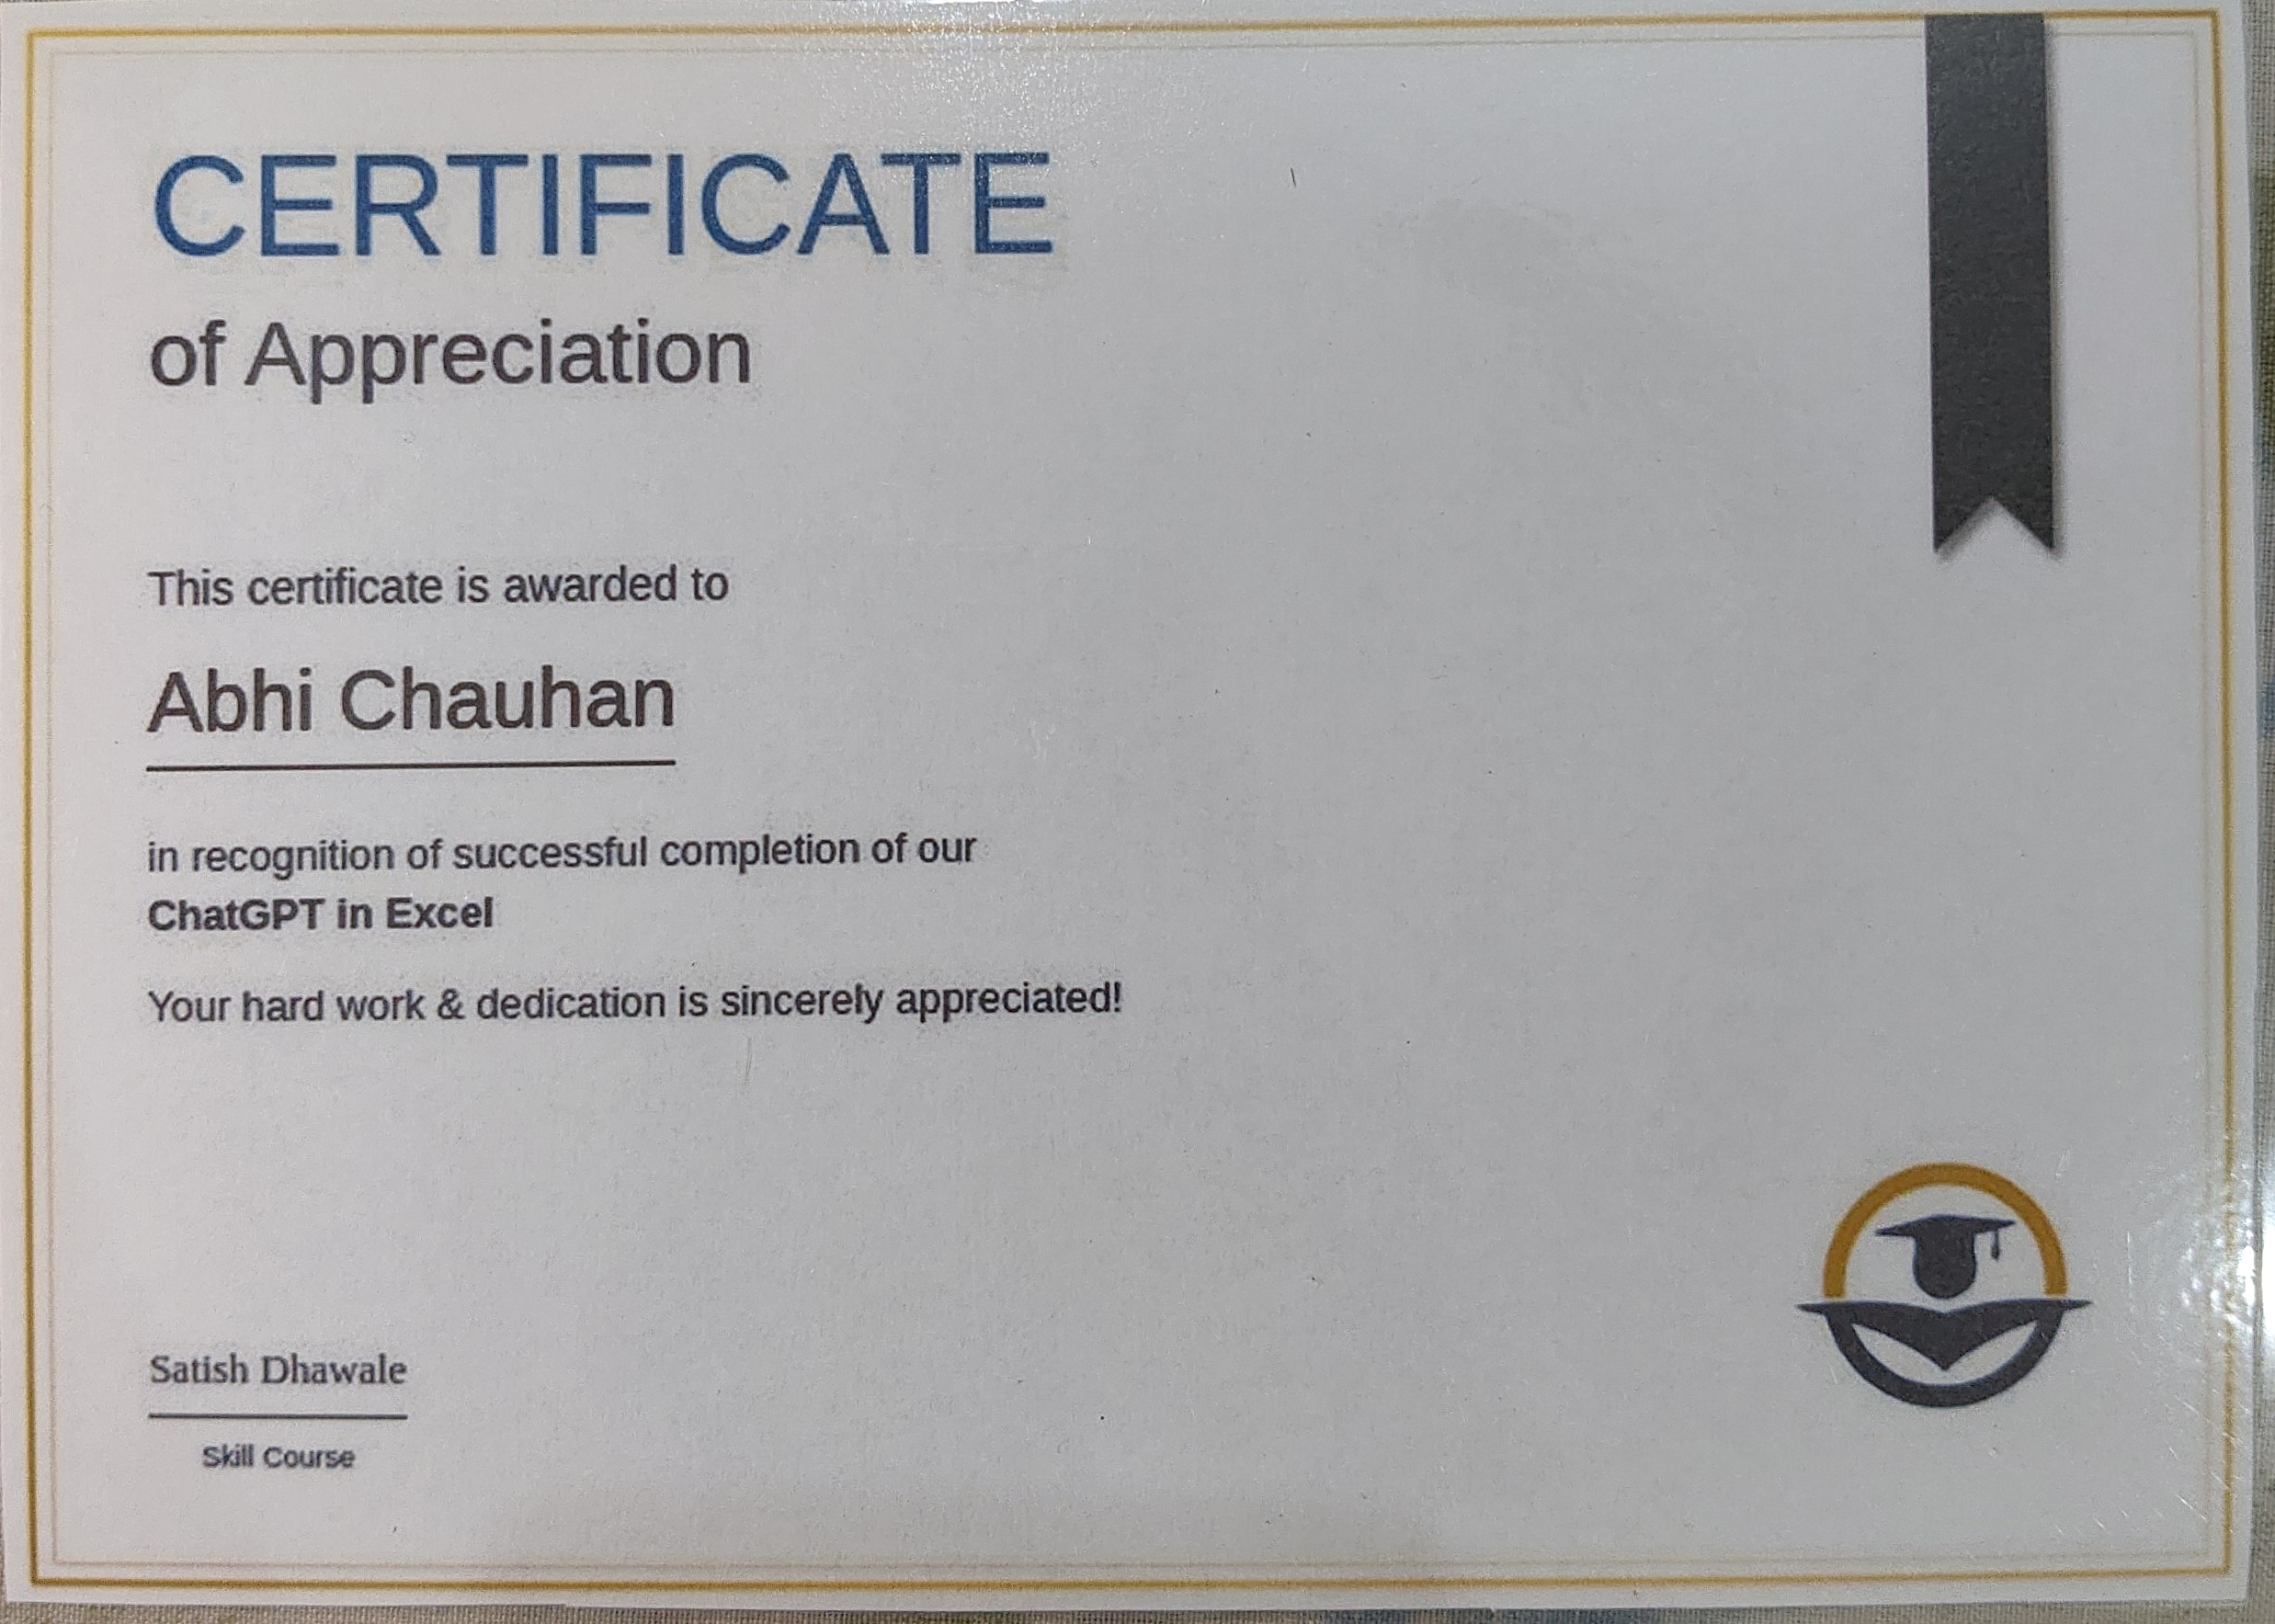 CERTIFICATE
of Appreciation
This certificate is awarded to
Abhi Chauhan
in recognition of successful completion of our
ChatGPT in Excel
Your hard work & dedication is sincerely appreciated!
Satish Dhawale
Skill Course